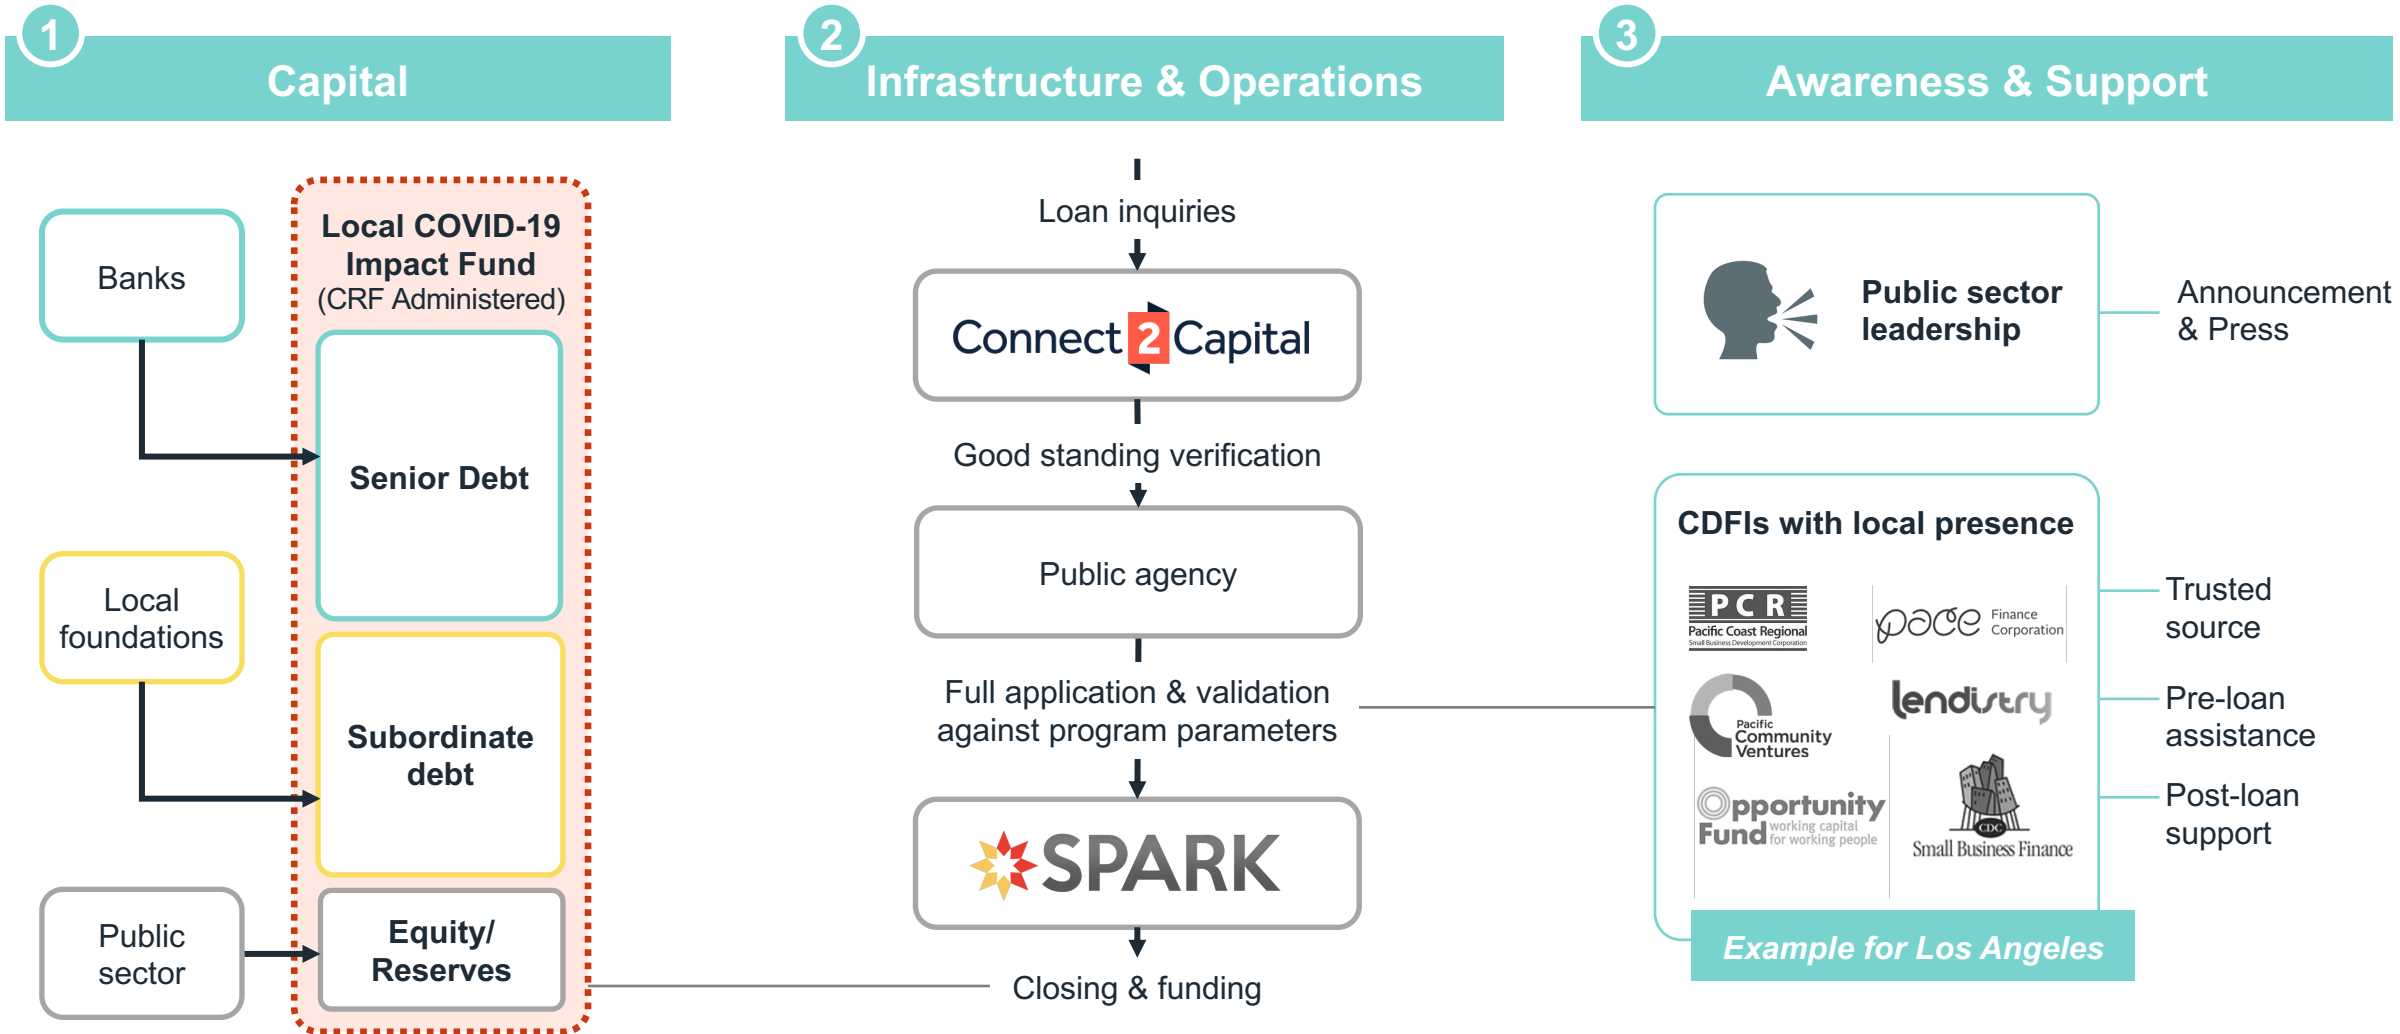 1
Capital
Banks
Local
foundations
Public
sector
Local COVID-19
Impact Fund
(CRF Administered)
Senior Debt
Subordinate
debt
Equity/
Reserves
2
Infrastructure & Operations
Loan inquiries
Connect 2 Capital
Good standing verification
Public agency
Full application & validation
against program parameters
SPARK
Closing & funding
3
Awareness & Support
Public sector
leadership
Announcement
& Press
CDFIs with local presence
PCR
Pacific Coast Regional
Small Business Development Corporation
pace Finance
Corporation
Pacific
Community
Ventures
lendistry
Opportunity
Fund working capital
for working people
CDC
Small Business Finance
Trusted
source
Pre-loan
assistance
Post-loan
support
Example for Los Angeles